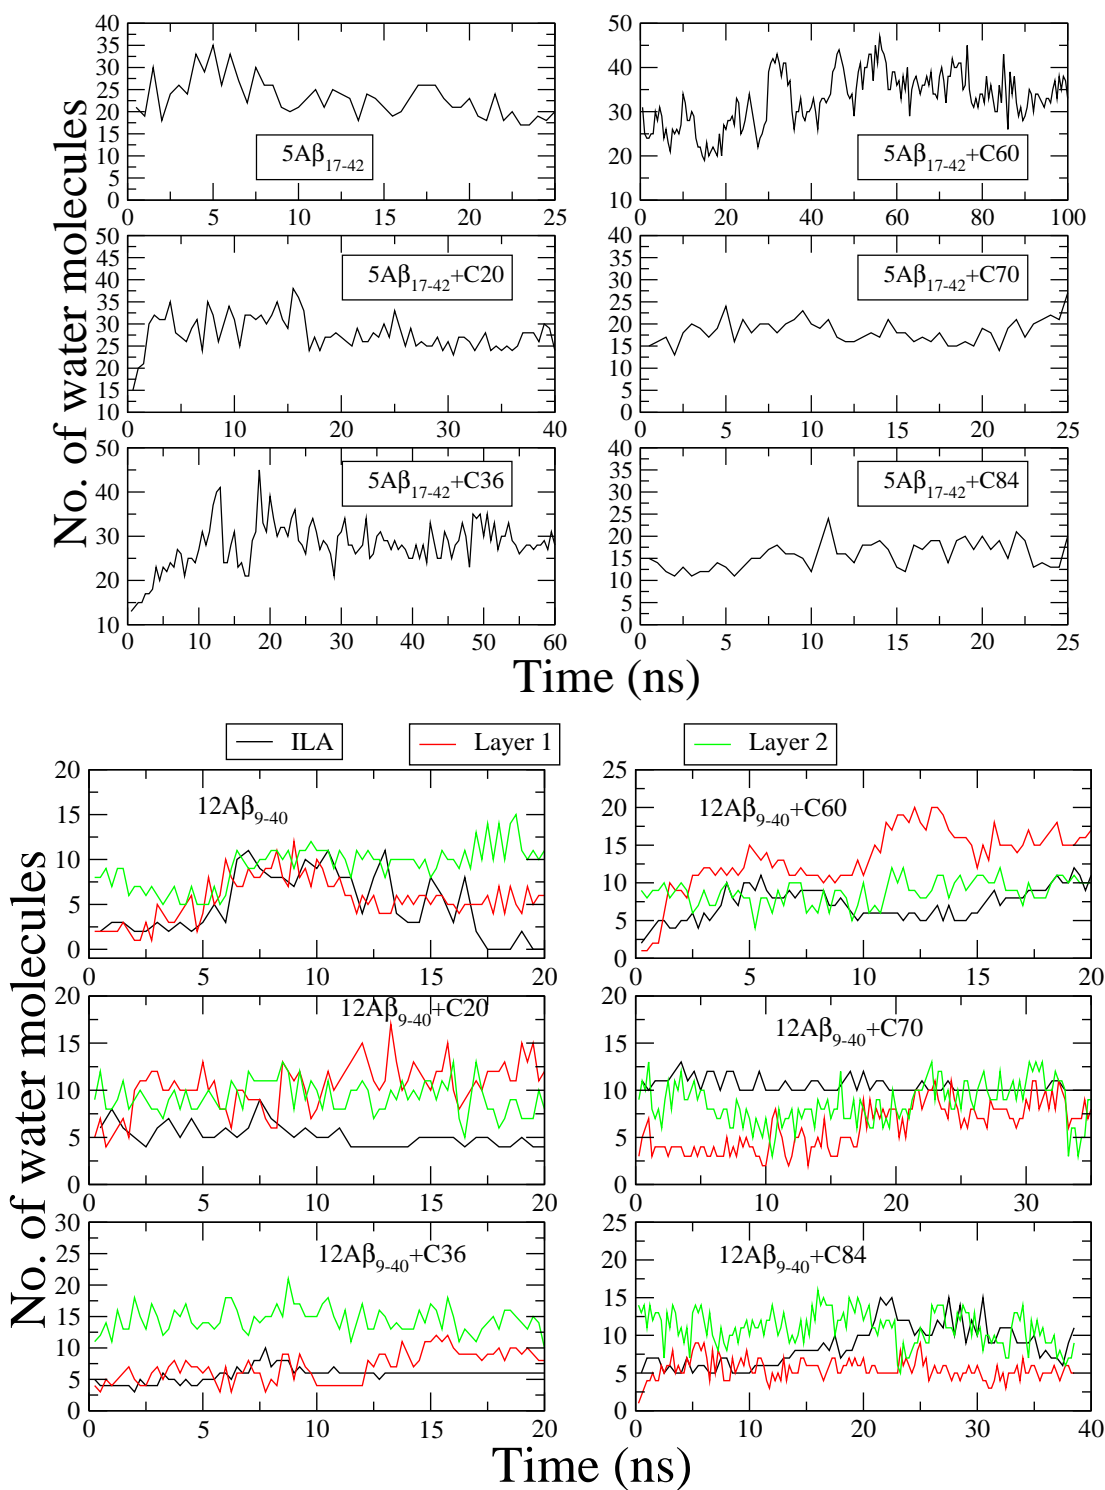 No. of water molecules
40
35
30
25
20
15
10
5
0
5Aβ17-42
0 5 10 15 20 25
50
40
30
20
10
5Aβ17-42+C60
0 20 40 60 80 100
50
45
40
35
30
25
20
15
10
5Aβ17-42+C20
0 10 20 30 40
40
35
30
25
20
15
10
5
0
5Aβ17-42+C70
0 5 10 15 20 25
50
40
30
20
10
5Aβ17-42+C36
0 10 20 30 40 50 60
40
35
30
25
20
15
10
5
0
5Aβ17-42+C84
0 5 10 15 20 25
Time (ns)
ILA Layer 1 Layer 2
No. of water molecules
20
15
10
5
0
12Aβ9-40
0 5 10 15 20
25
20
15
10
5
0
12Aβ9-40+C60
0 5 10 15 20
20
15
10
5
0
12Aβ9-40+C20
0 5 10 15 20
20
15
10
5
0
12Aβ9-40+C70
0 10 20 30
30
25
20
15
10
5
0
12Aβ9-40+C36
0 5 10 15 20
25
20
15
10
5
0
12Aβ9-40+C84
0 10 20 30 40
Time (ns)